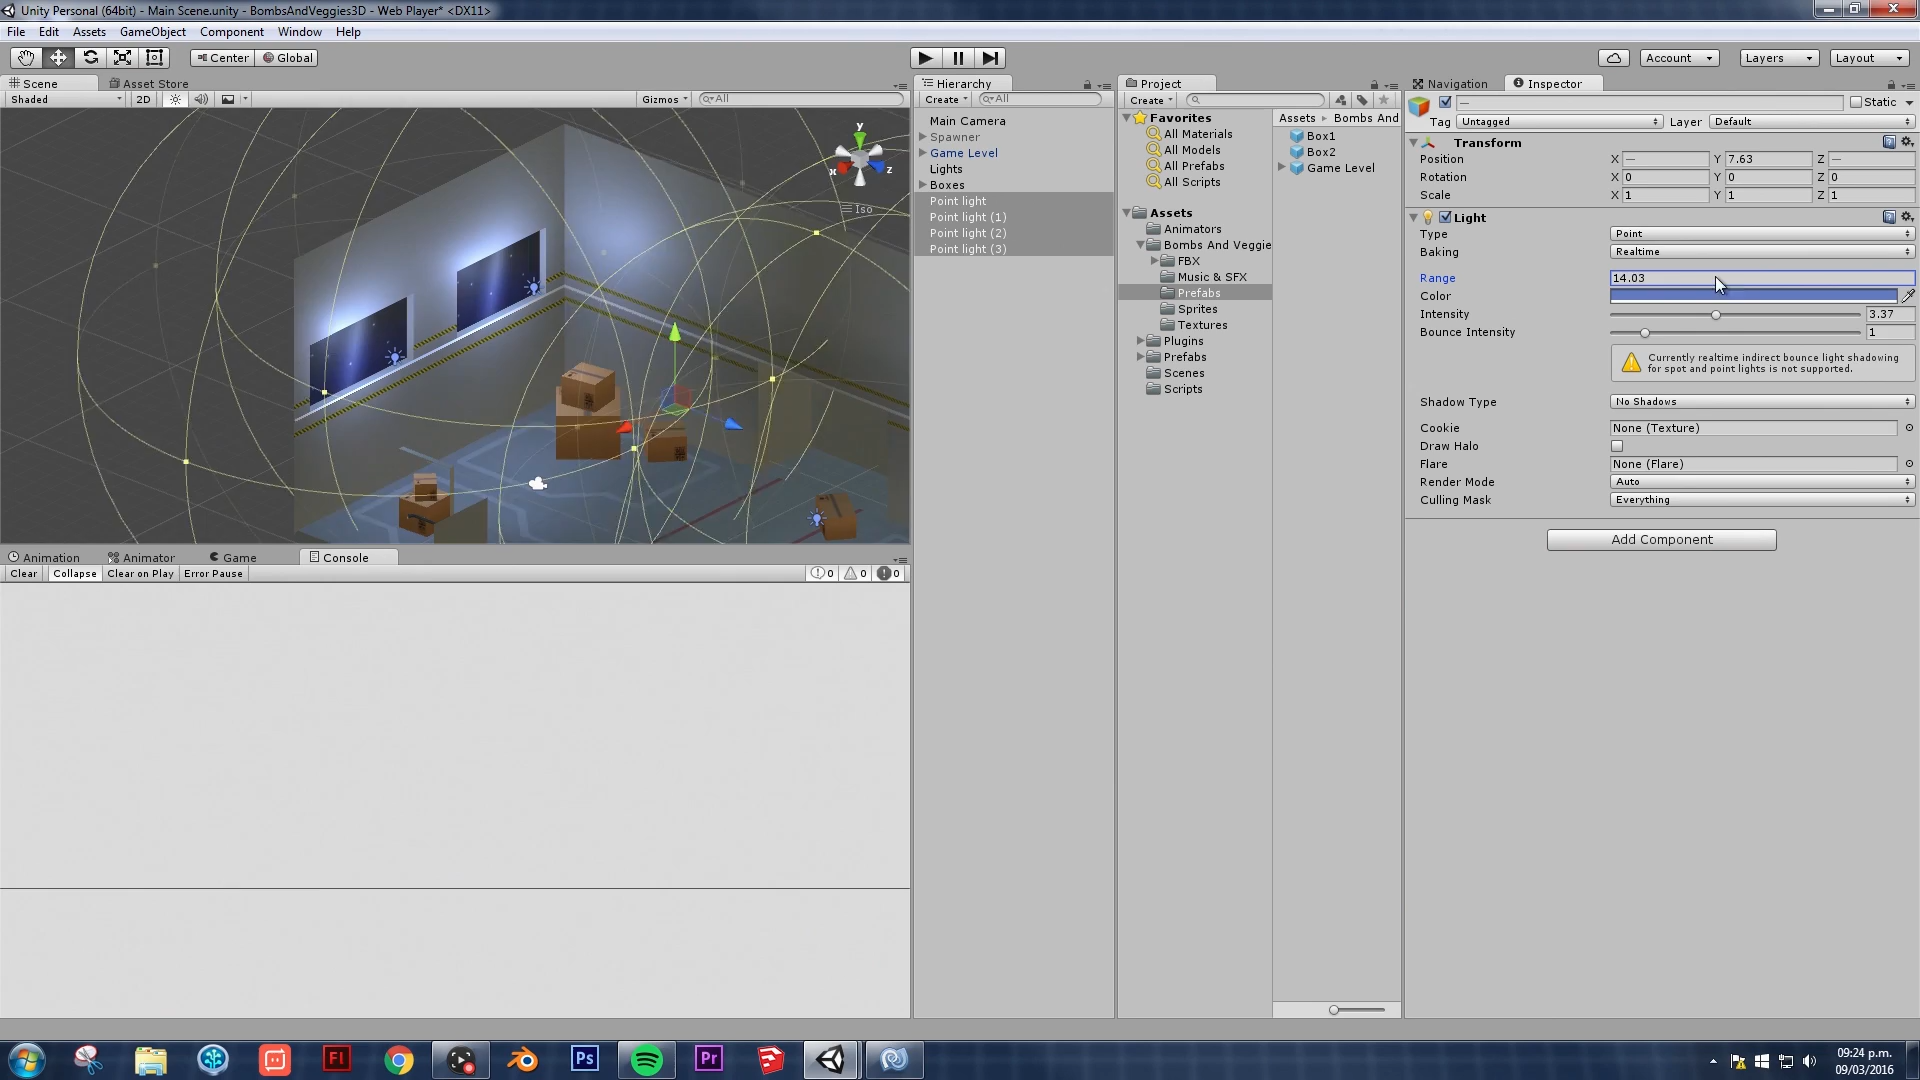 Unity Personal (64bit) - Main Scene.unity - BombsAndVeggies3D - Web Player* <DX11>
File Edit Assets GameObject Component Window Help
Center Global
Account Layers Layout
Scene Asset Store
Shaded 2D Gizmos All
y
x
z
Iso
Animation Animator Game Console
Clear Collapse Clear on Play Error Pause 0 0 0
Hierarchy
Create All
Main Camera
Spawner
Game Level
Lights
Boxes
Point light
Point light (1)
Point light (2)
Point light (3)
Project
Create
Favorites
All Materials
All Models
All Prefabs
All Scripts
Assets
Animators
Bombs And Veggie
FBX
Music & SFX
Prefabs
Sprites
Textures
Plugins
Prefabs
Scenes
Scripts
Assets Bombs And
Box1
Box2
Game Level
Navigation Inspector
— Static
Tag Untagged Layer Default
Transform
Position X — Y 7.63 Z —
Rotation X 0 Y 0 Z 0
Scale X 1 Y 1 Z 1
Light
Type Point
Baking Realtime
Range 14.03
Color
Intensity 3.37
Bounce Intensity 1
Currently realtime indirect bounce light shadowing
for spot and point lights is not supported.
Shadow Type No Shadows
Cookie None (Texture)
Draw Halo
Flare None (Flare)
Render Mode Auto
Culling Mask Everything
Add Component
Fl Ps Pr
09:24 p.m.
09/03/2016